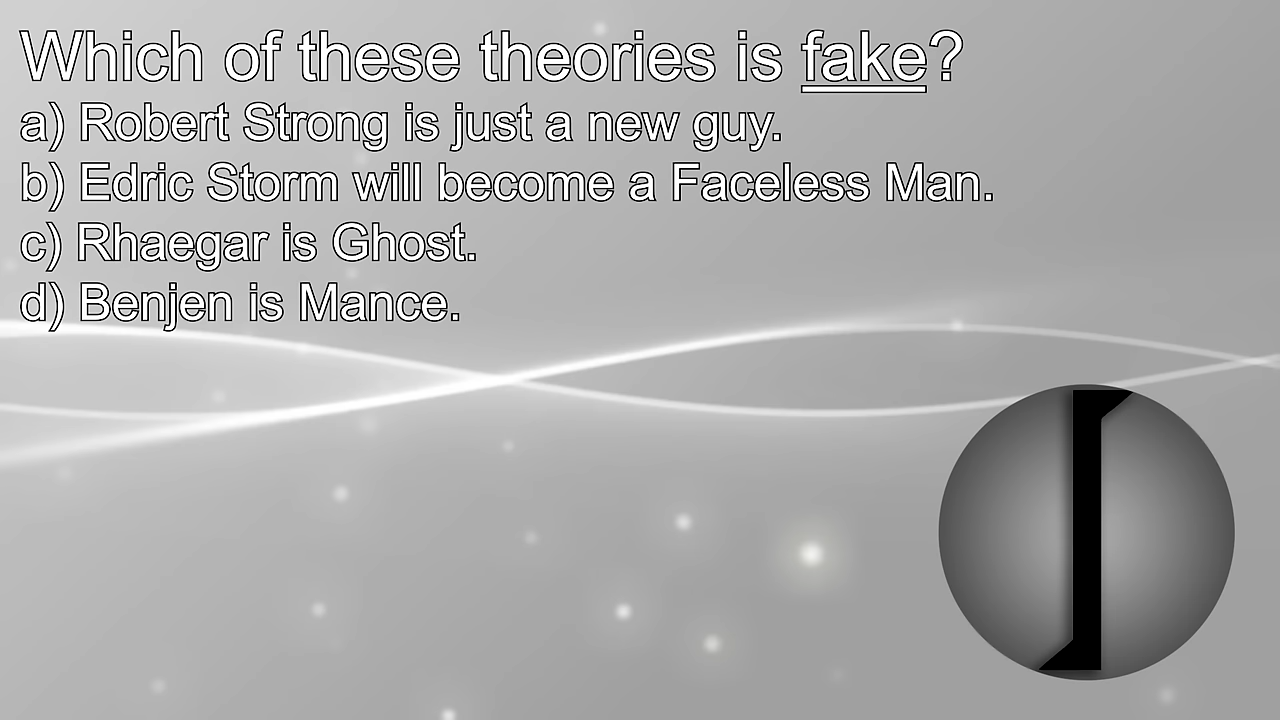 Which of these theories is fake?
a) Robert Strong is just a new guy.
b) Edric Storm will become a Faceless Man.
c) Rhaegar is Ghost.
d) Benjen is Mance.